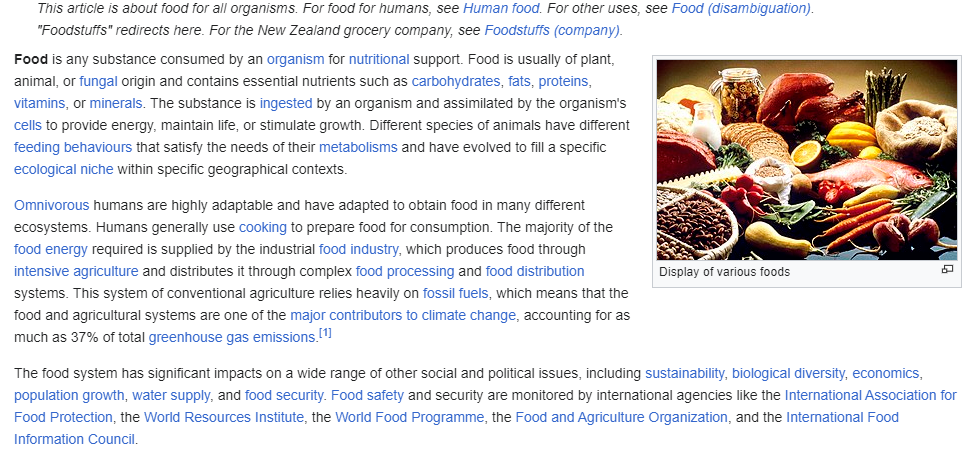 This article is about food for all organisms. For food for humans, see Human food. For other uses, see Food (disambiguation).
"Foodstuffs" redirects here. For the New Zealand grocery company, see Foodstuffs (company).
Food is any substance consumed by an organism for nutritional support. Food is usually of plant,
animal, or fungal origin and contains essential nutrients such as carbohydrates, fats, proteins,
vitamins, or minerals. The substance is ingested by an organism and assimilated by the organism's
cells to provide energy, maintain life, or stimulate growth. Different species of animals have different
feeding behaviours that satisfy the needs of their metabolisms and have evolved to fill a specific
ecological niche within specific geographical contexts.
Omnivorous humans are highly adaptable and have adapted to obtain food in many different
ecosystems. Humans generally use cooking to prepare food for consumption. The majority of the
food energy required is supplied by the industrial food industry, which produces food through
intensive agriculture and distributes it through complex food processing and food distribution
systems. This system of conventional agriculture relies heavily on fossil fuels, which means that the
food and agricultural systems are one of the major contributors to climate change, accounting for as
much as 37% of total greenhouse gas emissions.[1]
Display of various foods
The food system has significant impacts on a wide range of other social and political issues, including sustainability, biological diversity, economics,
population growth, water supply, and food security. Food safety and security are monitored by international agencies like the International Association for
Food Protection, the World Resources Institute, the World Food Programme, the Food and Agriculture Organization, and the International Food
Information Council.